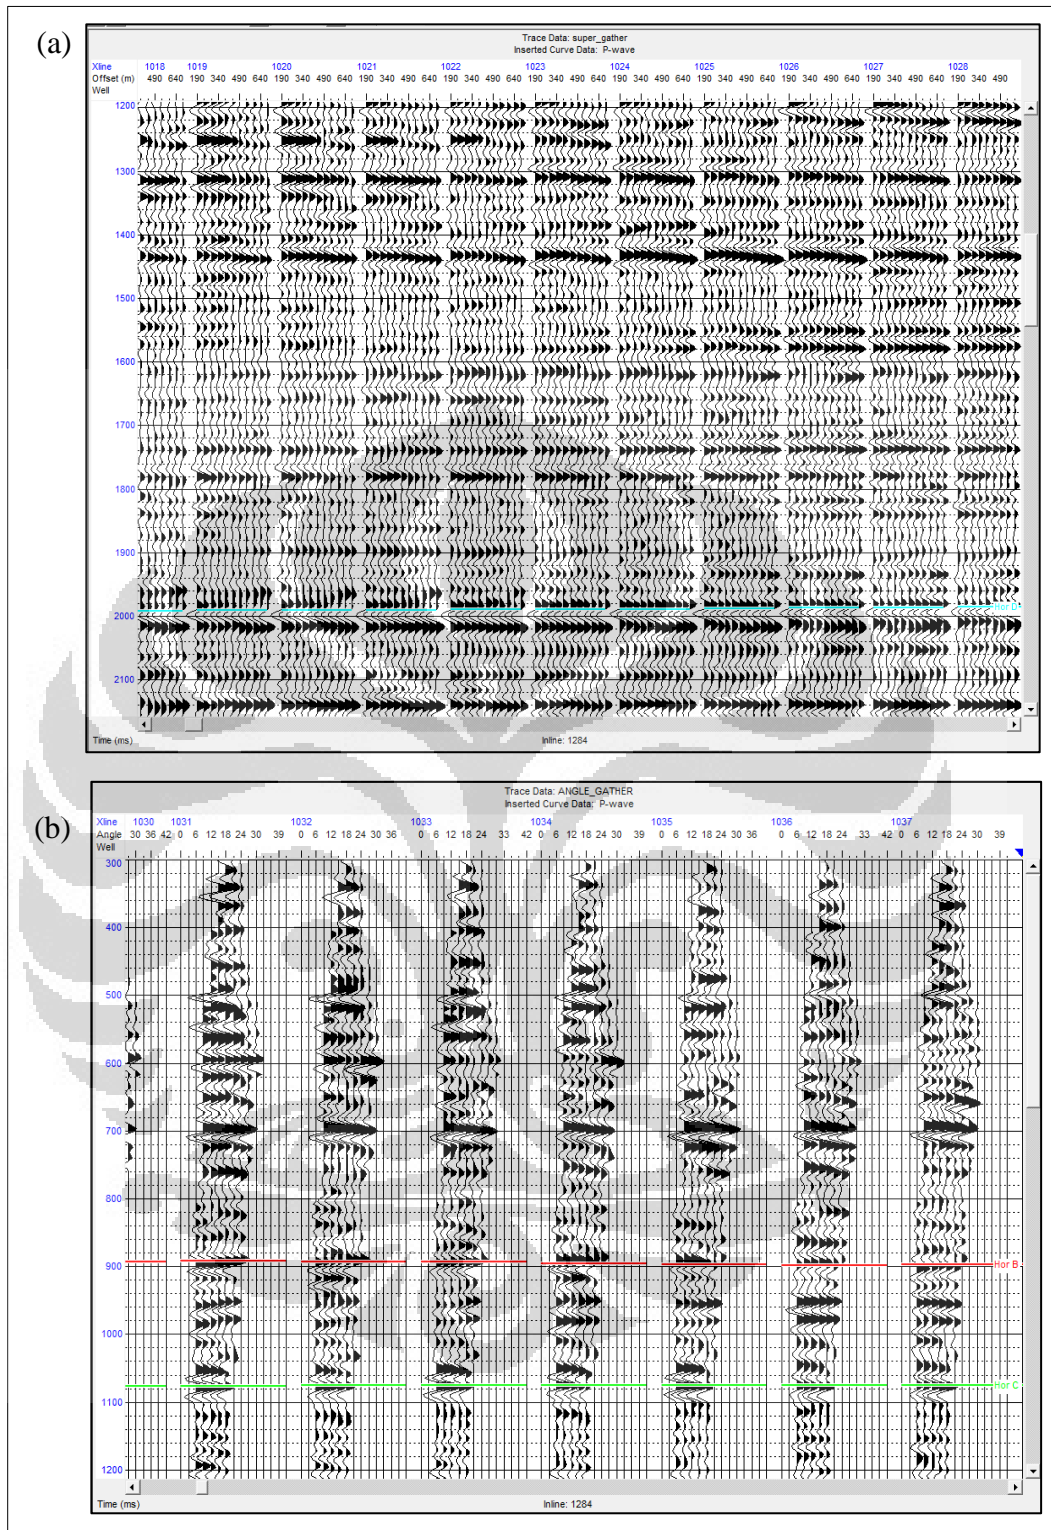 (a)
Trace Data: super_gather
Inserted Curve Data: P-wave
Xline 1018 1019 1020 1021 1022 1023 1024 1025 1026 1027 1028
Offset (m) 490 640 190 340 490 640 190 340 490 640 190 340 490 640 190 340 490 640 190 340 490 640 190 340 490 640 190 340 490 640 190 340 490 640 190 340 490 640 190 340 490
Well
1200
1300
1400
1500
1600
1700
1800
1900
Hor D
2000
2100
Time (ms) Inline: 1284
(b)
Trace Data: ANGLE_GATHER
Inserted Curve Data: P-wave
Xline 1030 1031 1032 1033 1034 1035 1036 1037
Angle 30 36 42 0 6 12 18 24 30 39 0 6 12 18 24 30 36 0 6 12 18 24 30 42 0 6 12 18 24 30 39 0 6 12 18 24 30 36 0 6 12 18 24 42 0 6 12 18 24 30 39
Well
300
400
500
600
700
800
900
Hor B
1000
Hor C
1100
1200
Time (ms) Inline: 1284